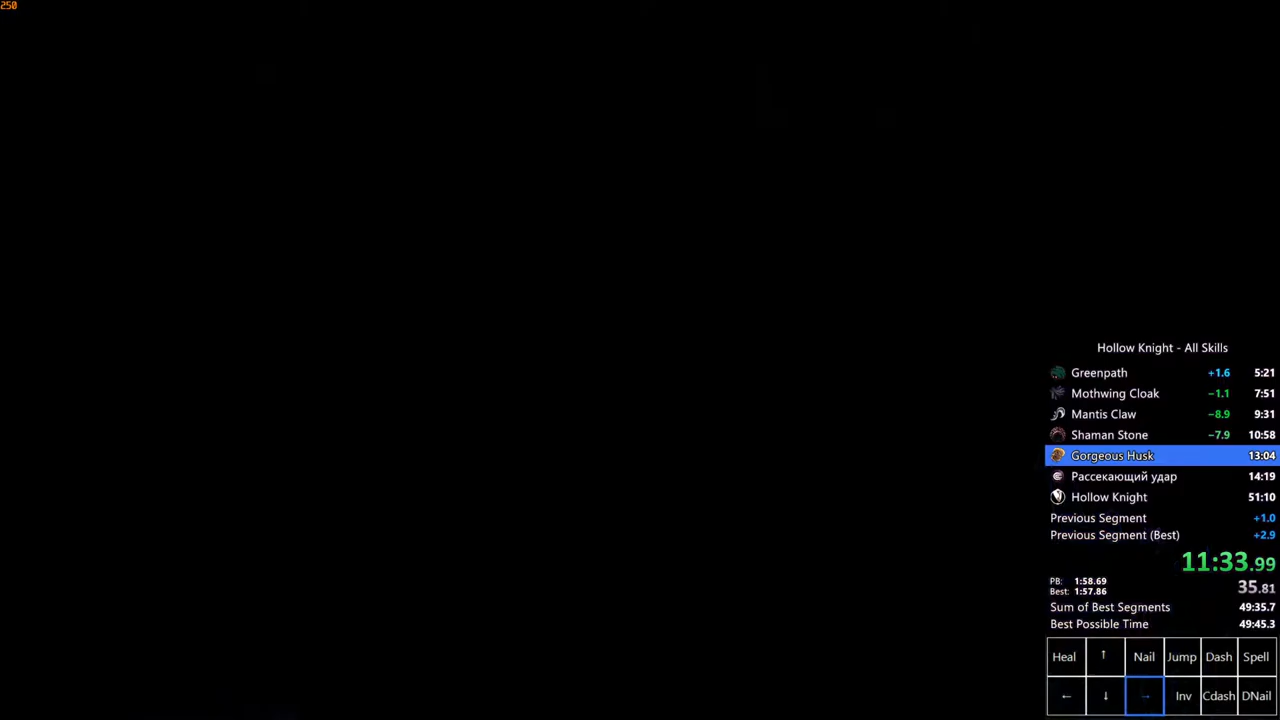 250
Hollow Knight - All Skills
Greenpath +1.6 5:21
Mothwing Cloak −1.1 7:51
Mantis Claw −8.9 9:31
Shaman Stone −7.9 10:58
Gorgeous Husk 13:04
Рассекающий удар 14:19
Hollow Knight 51:10
Previous Segment +1.0
Previous Segment (Best) +2.9
11:33.99
PB: 1:58.69
Best: 1:57.86
35.81
Sum of Best Segments 49:35.7
Best Possible Time 49:45.3
Heal ↑ Nail Jump Dash Spell
← ↓ → Inv Cdash DNail